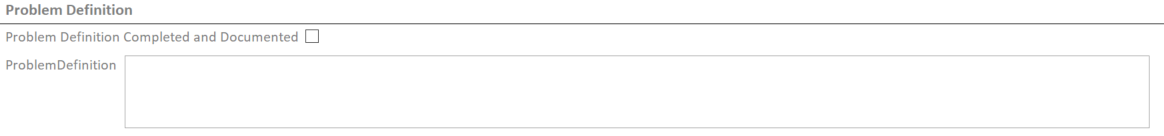 Problem Definition
Problem Definition Completed and Documented
ProblemDefinition